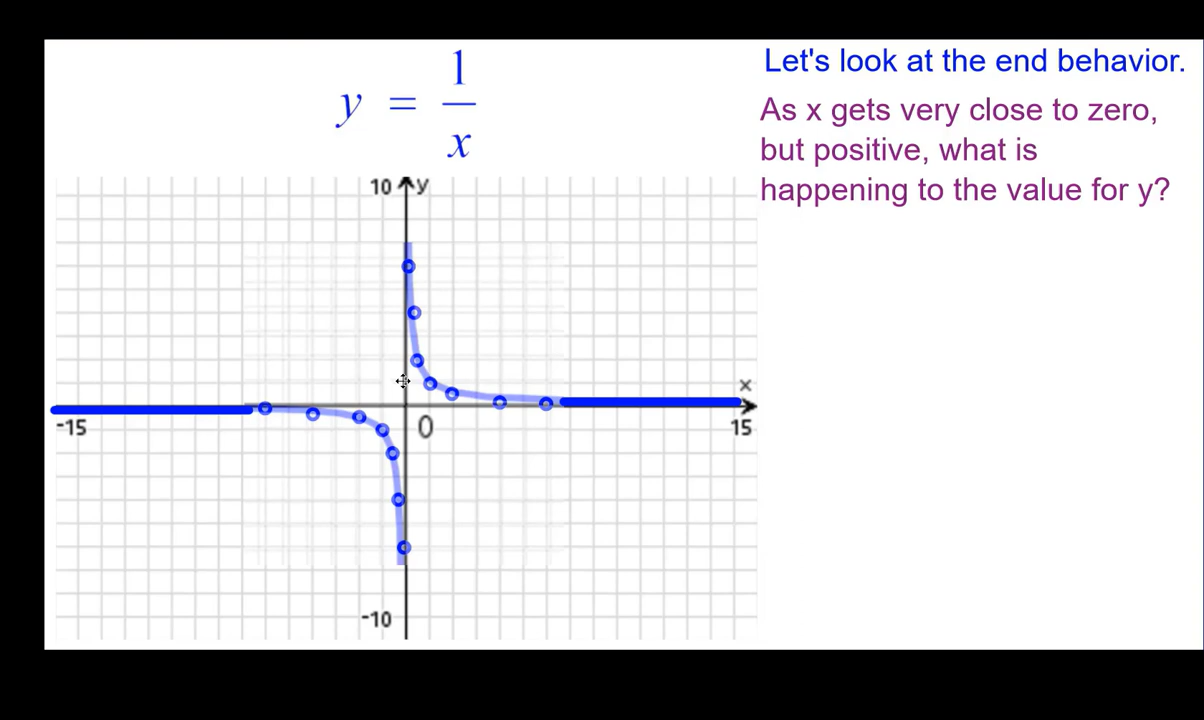 y = 1/x
Let's look at the end behavior.
As x gets very close to zero,
but positive, what is
happening to the value for y?
10 y
x
-15 0 15
-10